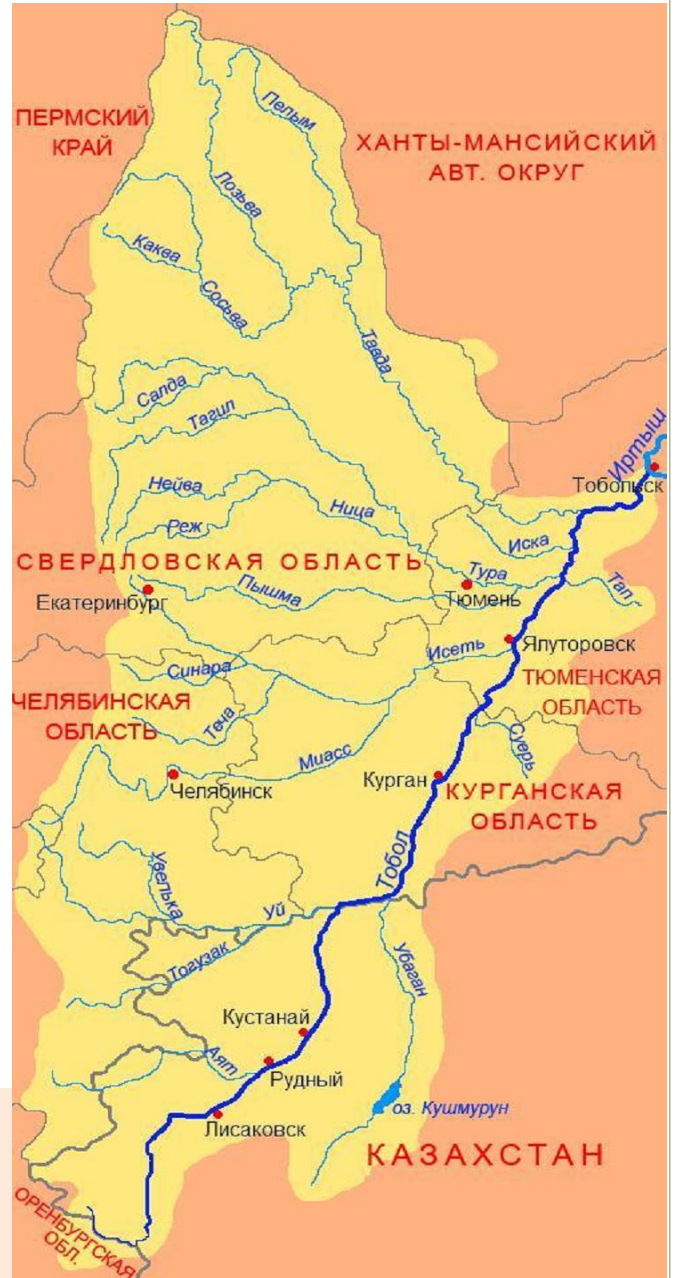 ПЕРМСКИЙ
КРАЙ
Пелым
ХАНТЫ-МАНСИЙСКИЙ
АВТ. ОКРУГ
Лозьва
Каква
Сосьва
Тавда
Салда
Тагил
Иртыш
Тобольск
Нейва
Ница
Реж
Иска
СВЕРДЛОВСКАЯ ОБЛАСТЬ
Тура
Пышма
Тюмень
Тап
Екатеринбург
Исеть
Ялуторовск
Синара
ТЮМЕНСКАЯ
ОБЛАСТЬ
ЧЕЛЯБИНСКАЯ
ОБЛАСТЬ
Теча
Суерь
Миасс
Курган
Челябинск
КУРГАНСКАЯ
ОБЛАСТЬ
Тобол
Увелька
Уй
Тогузак
Убаган
Кустанай
Аят
Рудный
оз. Кушмурун
Лисаковск
КАЗАХСТАН
ОРЕНБУРГСКАЯ
ОБЛ.